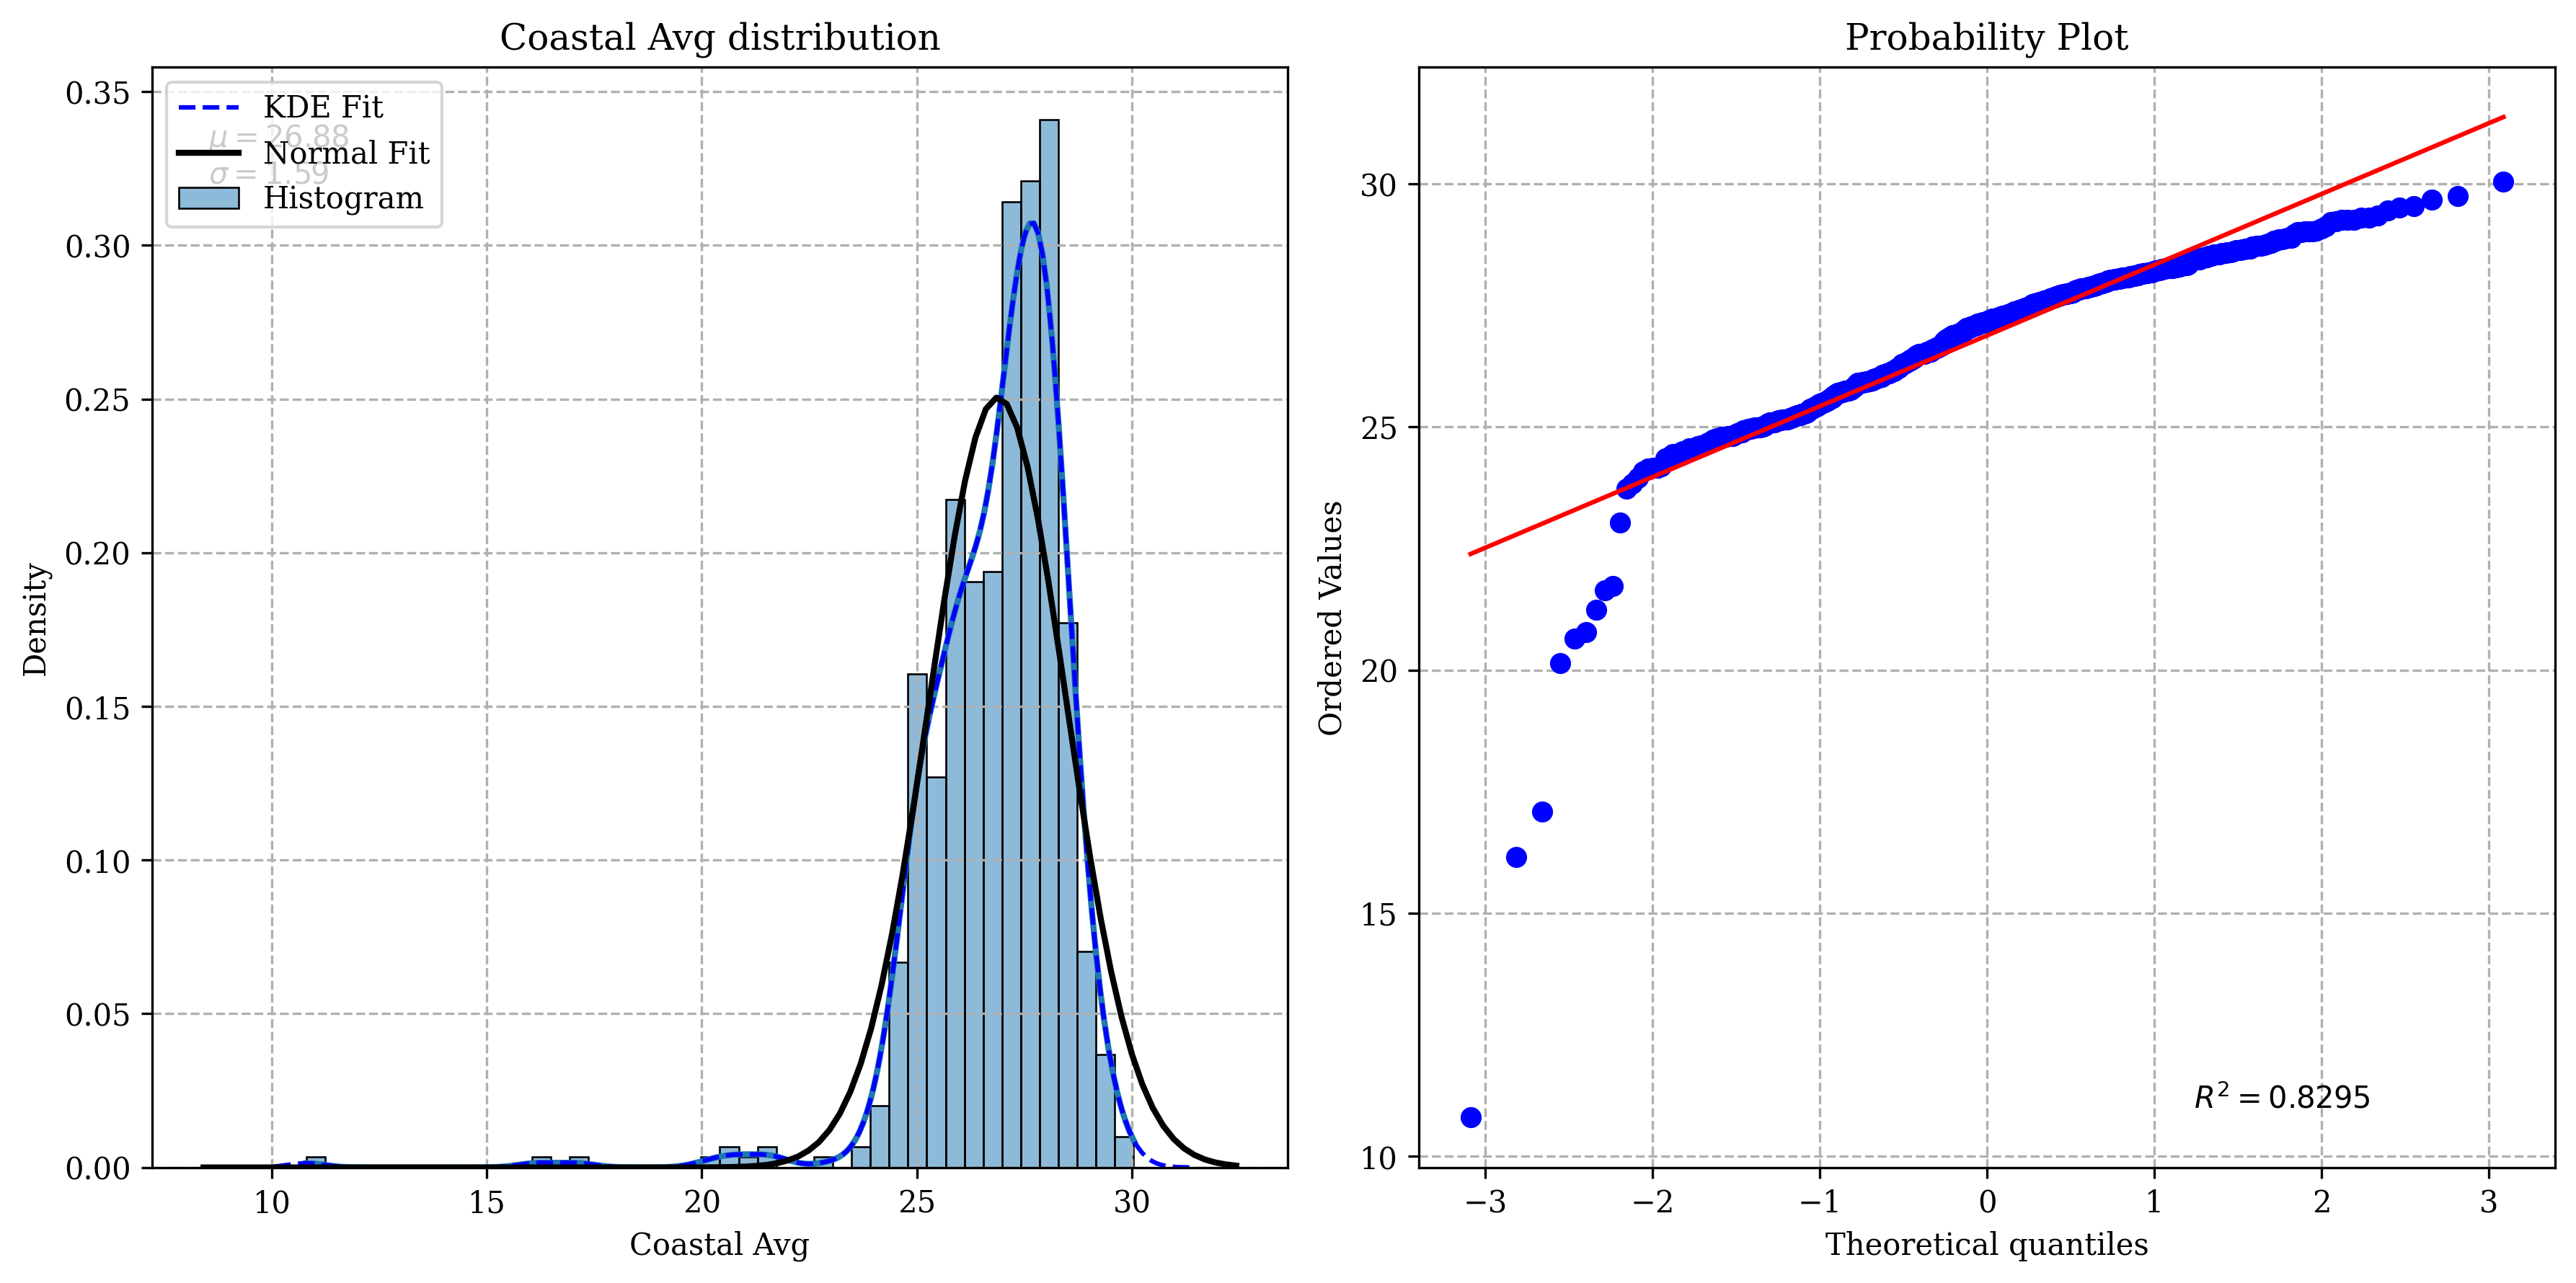 Coastal Avg distribution
KDE Fit
μ = 26.88
Normal Fit
σ = 1.59
Histogram
0.35
0.30
0.25
0.20
0.15
0.10
0.05
0.00
Density
10 15 20 25 30
Coastal Avg
Probability Plot
30
25
20
15
10
Ordered Values
R² = 0.8295
−3 −2 −1 0 1 2 3
Theoretical quantiles